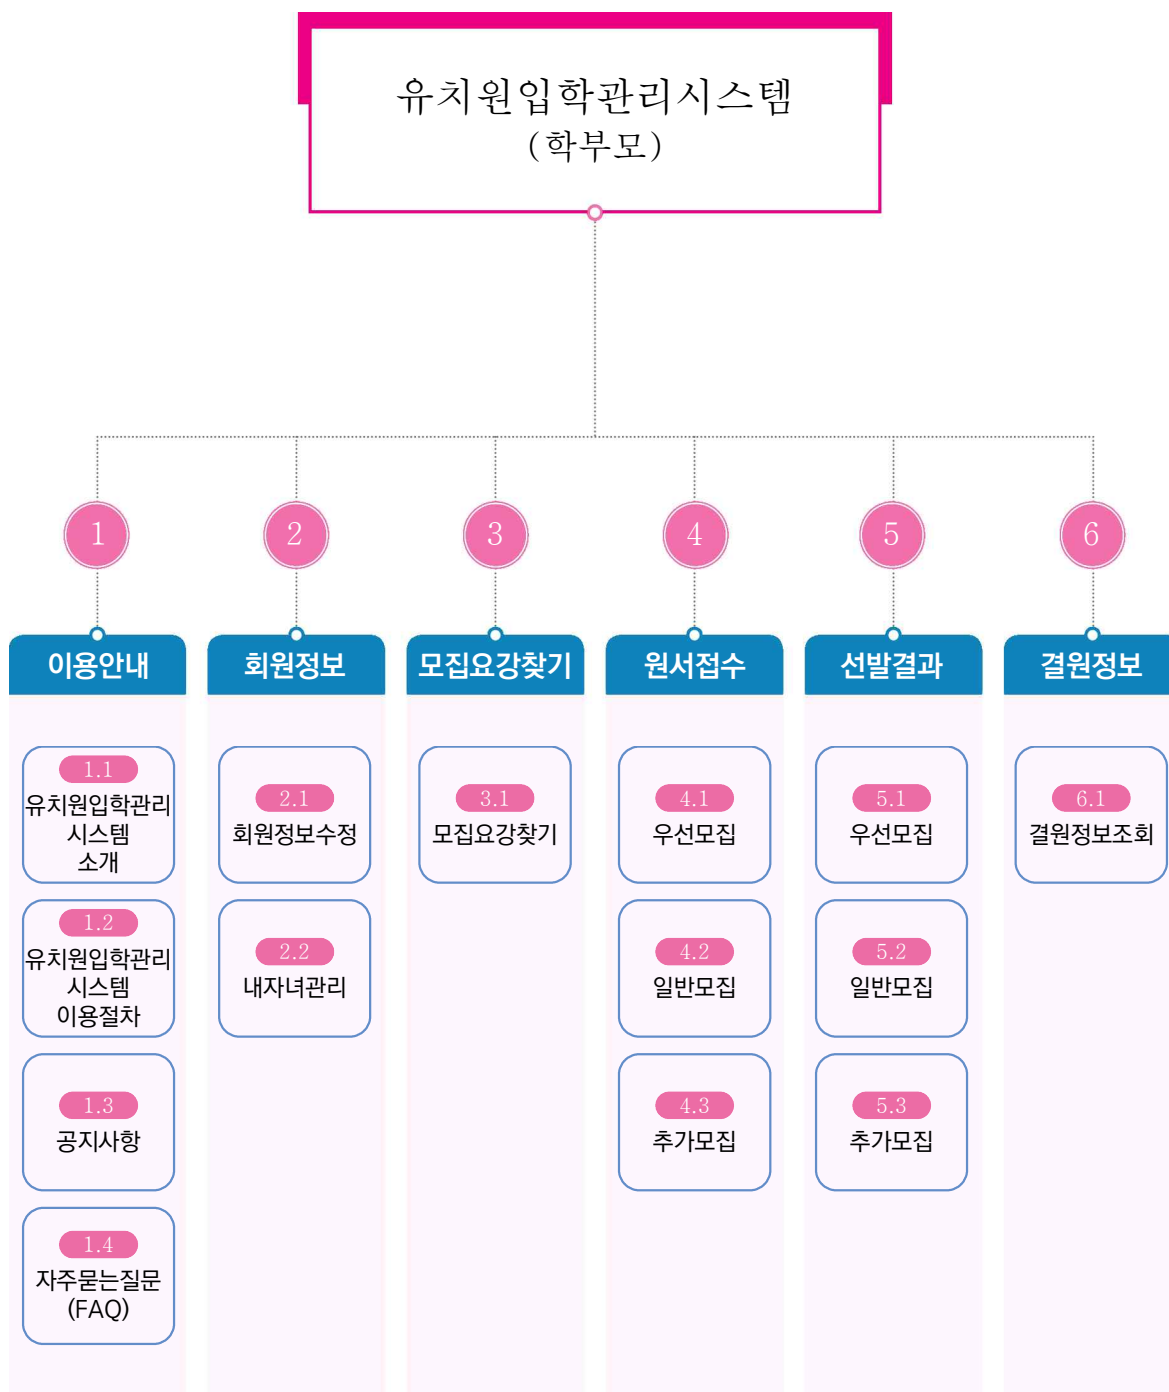 유치원입학관리시스템
(학부모)
1
2
3
4
5
6
이용안내
회원정보
모집요강찾기
원서접수
선발결과
결원정보
1.1
유치원입학관리
시스템
소개
1.2
유치원입학관리
시스템
이용절차
1.3
공지사항
1.4
자주묻는질문
(FAQ)
2.1
회원정보수정
2.2
내자녀관리
3.1
모집요강찾기
4.1
우선모집
4.2
일반모집
4.3
추가모집
5.1
우선모집
5.2
일반모집
5.3
추가모집
6.1
결원정보조회